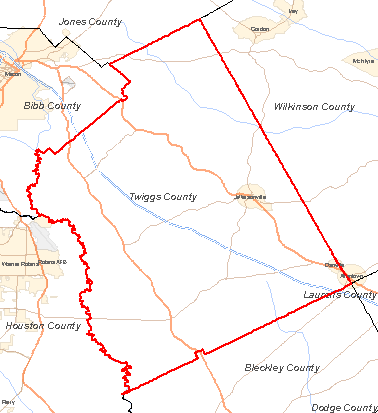 Jones County
Gordon
Ivey
McIntyre
Macon
Bibb County
Wilkinson County
Twiggs County
Jeffersonville
Warner Robins
Robins AFB
Danville
Allentown
Laurens County
Houston County
Bleckley County
Perry
Dodge County